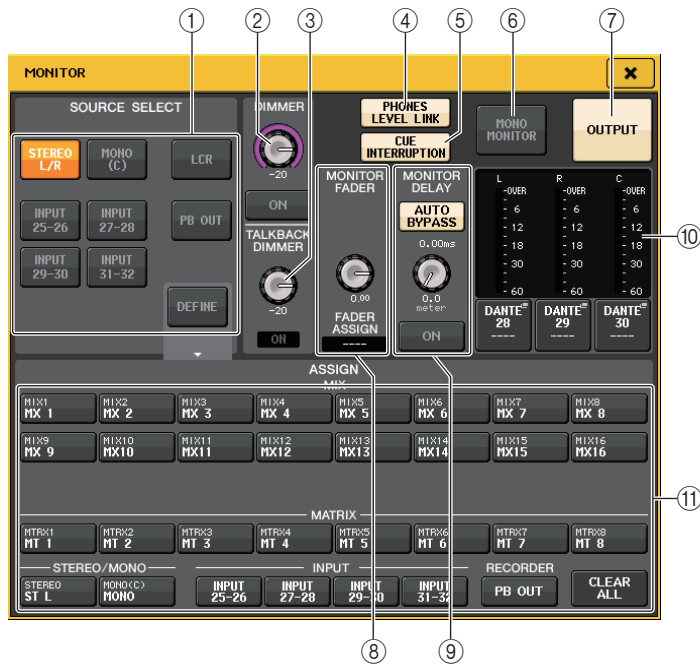 ① ② ③ ④ ⑤ ⑥ ⑦
MONITOR
SOURCE SELECT
STEREO L/R
MONO (C)
LCR
INPUT 25-26
INPUT 27-28
PB OUT
INPUT 29-30
INPUT 31-32
DEFINE
DIMMER
-20
ON
TALKBACK DIMMER
-20
ON
PHONES LEVEL LINK
CUE INTERRUPTION
MONITOR FADER
0.00
FADER ASSIGN
----
MONITOR DELAY
AUTO BYPASS
0.00ms
0.0
meter
ON
MONO MONITOR
OUTPUT
L R C
-OVER -OVER -OVER
- 6 - 6 - 6
- 12 - 12 - 12
- 18 - 18 - 18
- 30 - 30 - 30
- 60 - 60 - 60
DANTE 28 ----
DANTE 29 ----
DANTE 30 ----
⑩
ASSIGN
MIX
MIX1 MIX2 MIX3 MIX4 MIX5 MIX6 MIX7 MIX8
MX 1 MX 2 MX 3 MX 4 MX 5 MX 6 MX 7 MX 8
MIX9 MIX10 MIX11 MIX12 MIX13 MIX14 MIX15 MIX16
MX 9 MX10 MX11 MX12 MX13 MX14 MX15 MX16
MATRIX
MTRX1 MTRX2 MTRX3 MTRX4 MTRX5 MTRX6 MTRX7 MTRX8
MT 1 MT 2 MT 3 MT 4 MT 5 MT 6 MT 7 MT 8
⑪
STEREO/MONO INPUT RECORDER
STEREO ST L
MONO(C) MONO
INPUT 25-26
INPUT 27-28
INPUT 29-30
INPUT 31-32
PB OUT
CLEAR ALL
⑧ ⑨